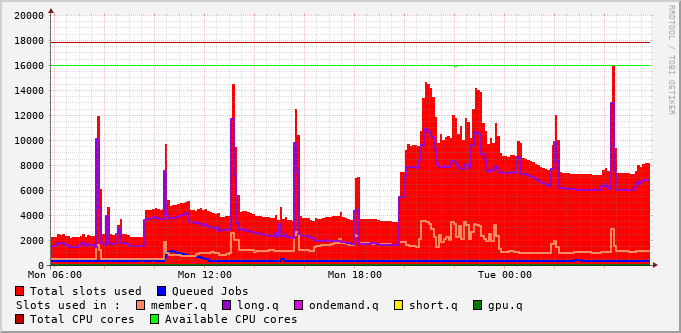 20000
18000
16000
14000
12000
10000
8000
6000
4000
2000
0
Mon 06:00 Mon 12:00 Mon 18:00 Tue 00:00
RRDTOOL / TOBI OETIKER
Total slots used Queued Jobs
Slots used in : member.q long.q ondemand.q short.q gpu.q
Total CPU cores Available CPU cores